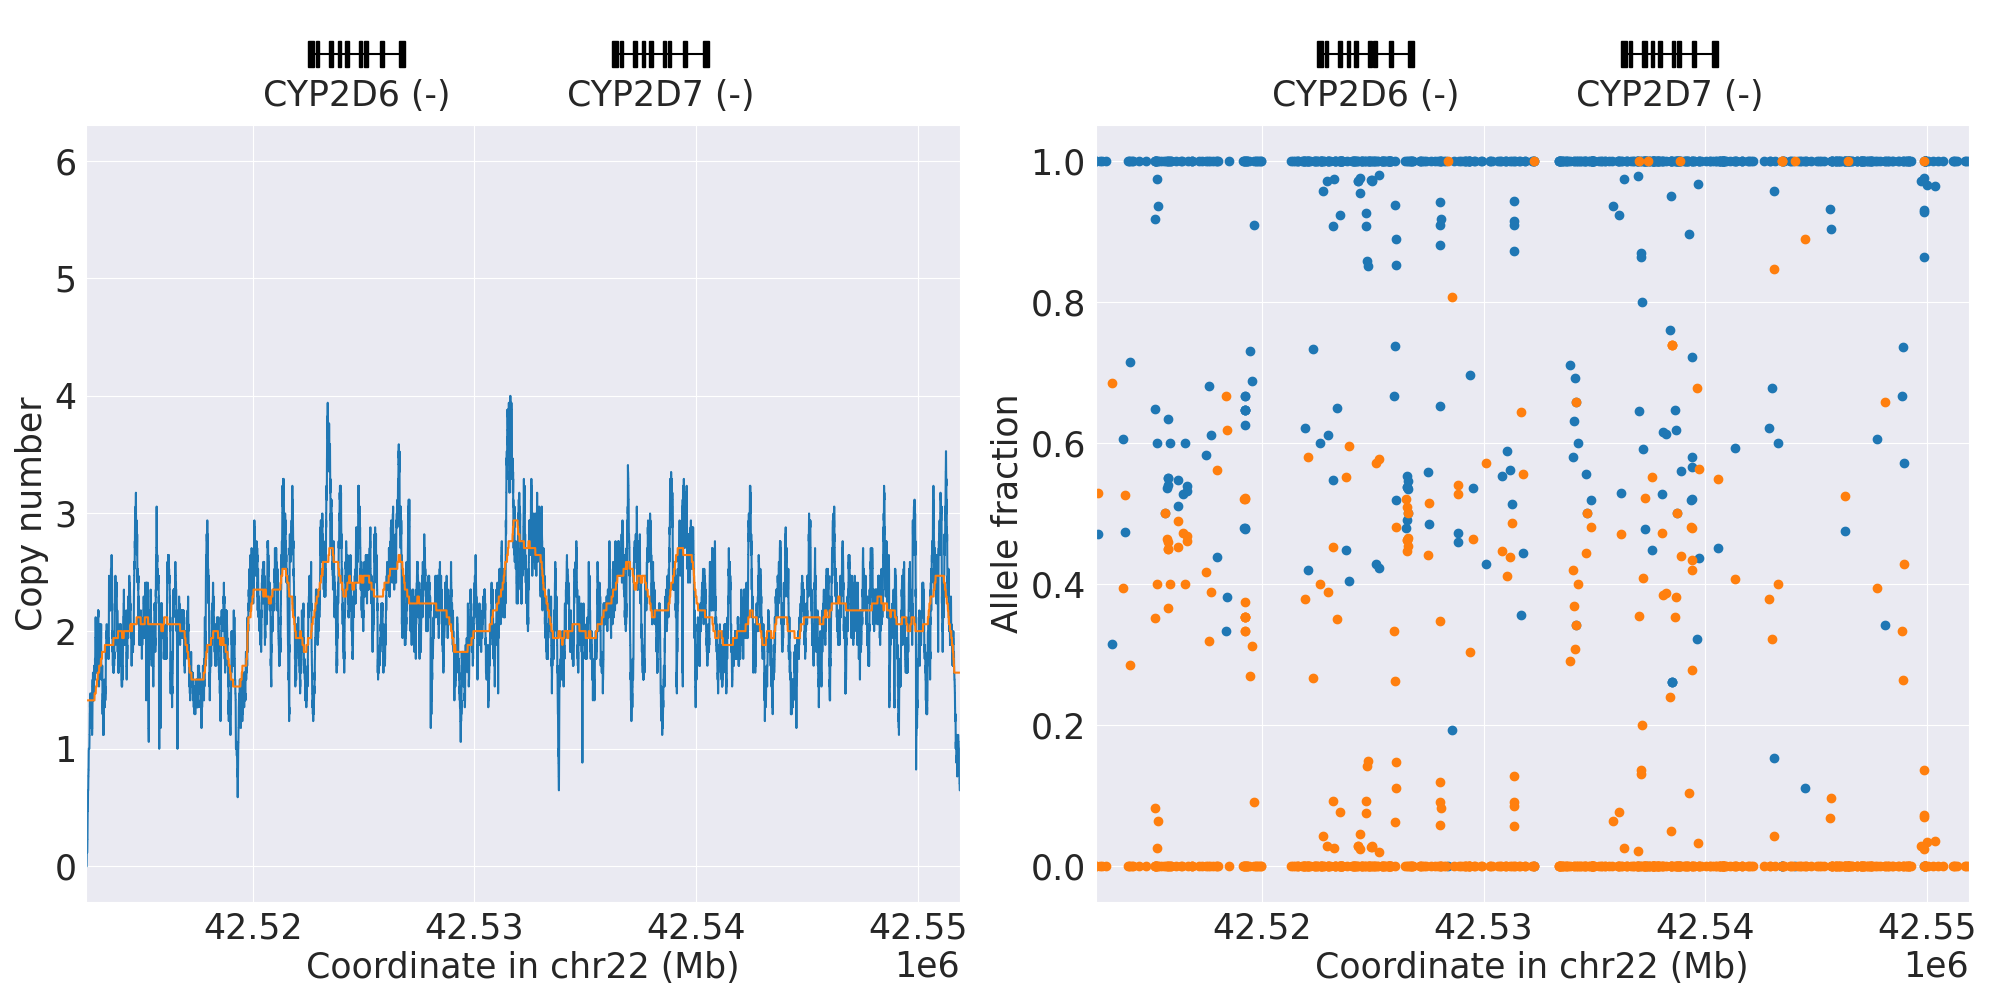 CYP2D6 (-) CYP2D7 (-)
6
5
4
3
2
1
0
Copy number
42.52 42.53 42.54 42.55
Coordinate in chr22 (Mb) 1e6
CYP2D6 (-) CYP2D7 (-)
1.0
0.8
0.6
0.4
0.2
0.0
Allele fraction
42.52 42.53 42.54 42.55
Coordinate in chr22 (Mb) 1e6